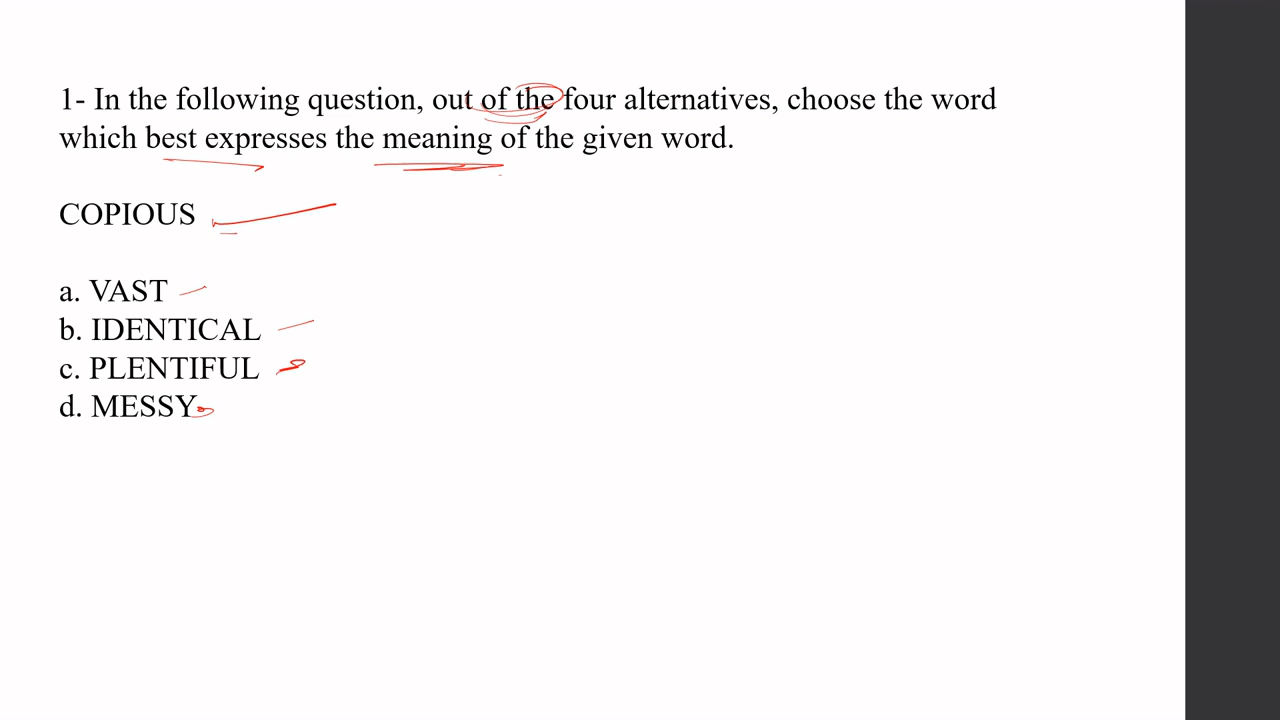 1- In the following question, out of the four alternatives, choose the word
which best expresses the meaning of the given word.
COPIOUS
a. VAST
b. IDENTICAL
c. PLENTIFUL
d. MESSY